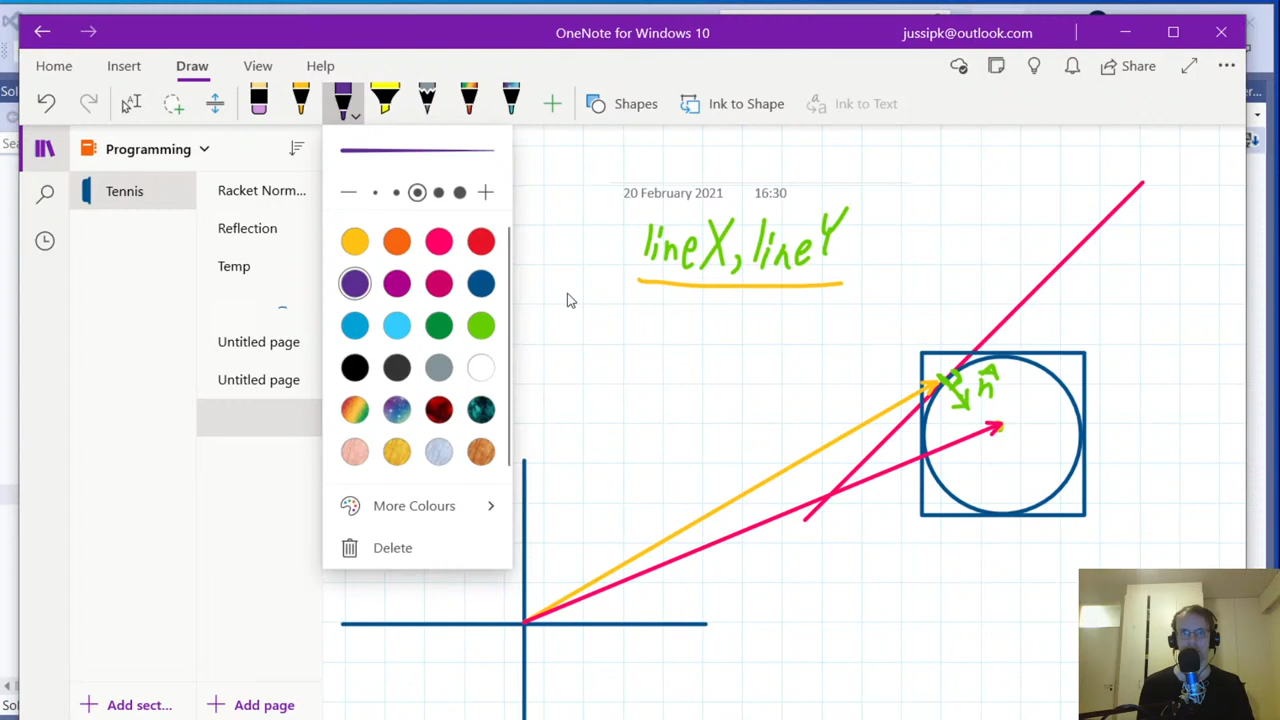 OneNote for Windows 10
jussipk@outlook.com
Home
Insert
Draw
View
Help
Share
Shapes
Ink to Shape
Ink to Text
Programming
Tennis
Racket Norm...
Reflection
Temp
Untitled page
Untitled page
More Colours
Delete
20 February 2021 16:30
lineX, lineY
n
Add sect...
Add page